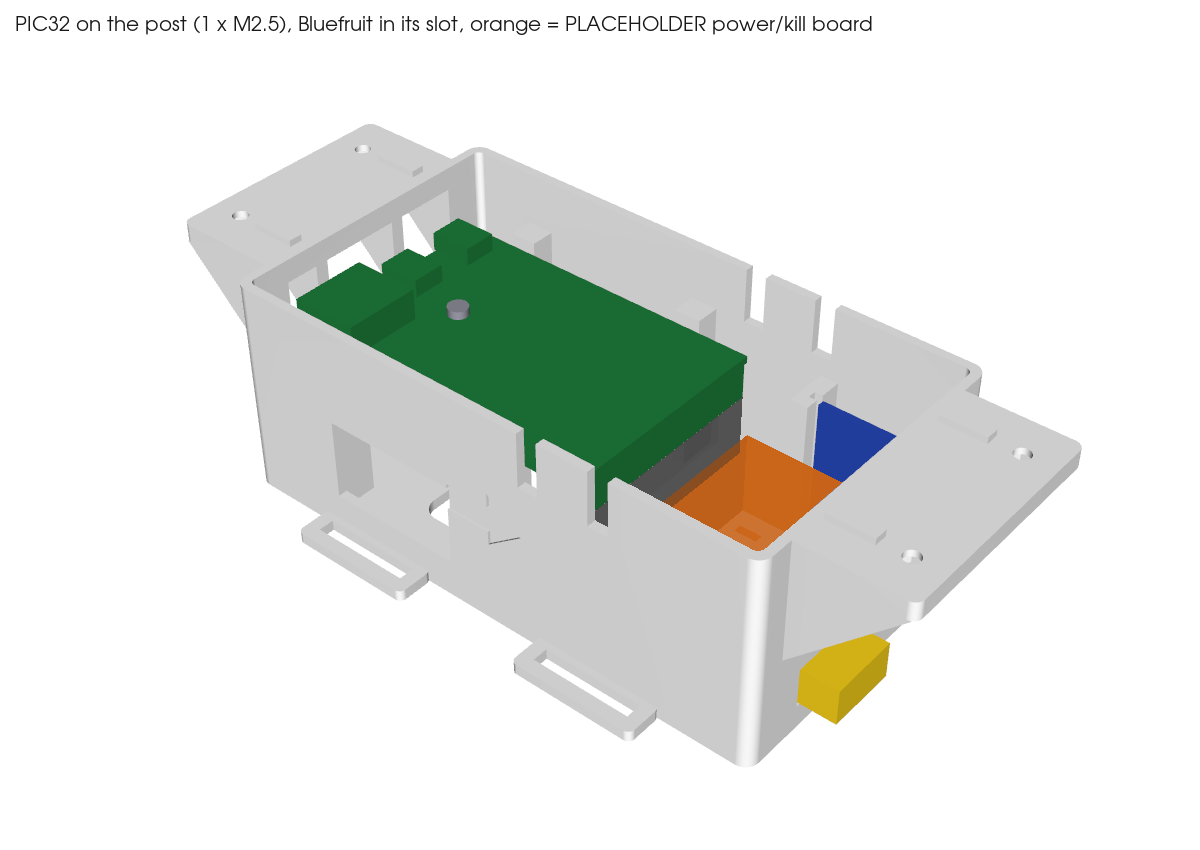 PIC32 on the post (1 x M2.5), Bluefruit in its slot, orange = PLACEHOLDER power/kill board